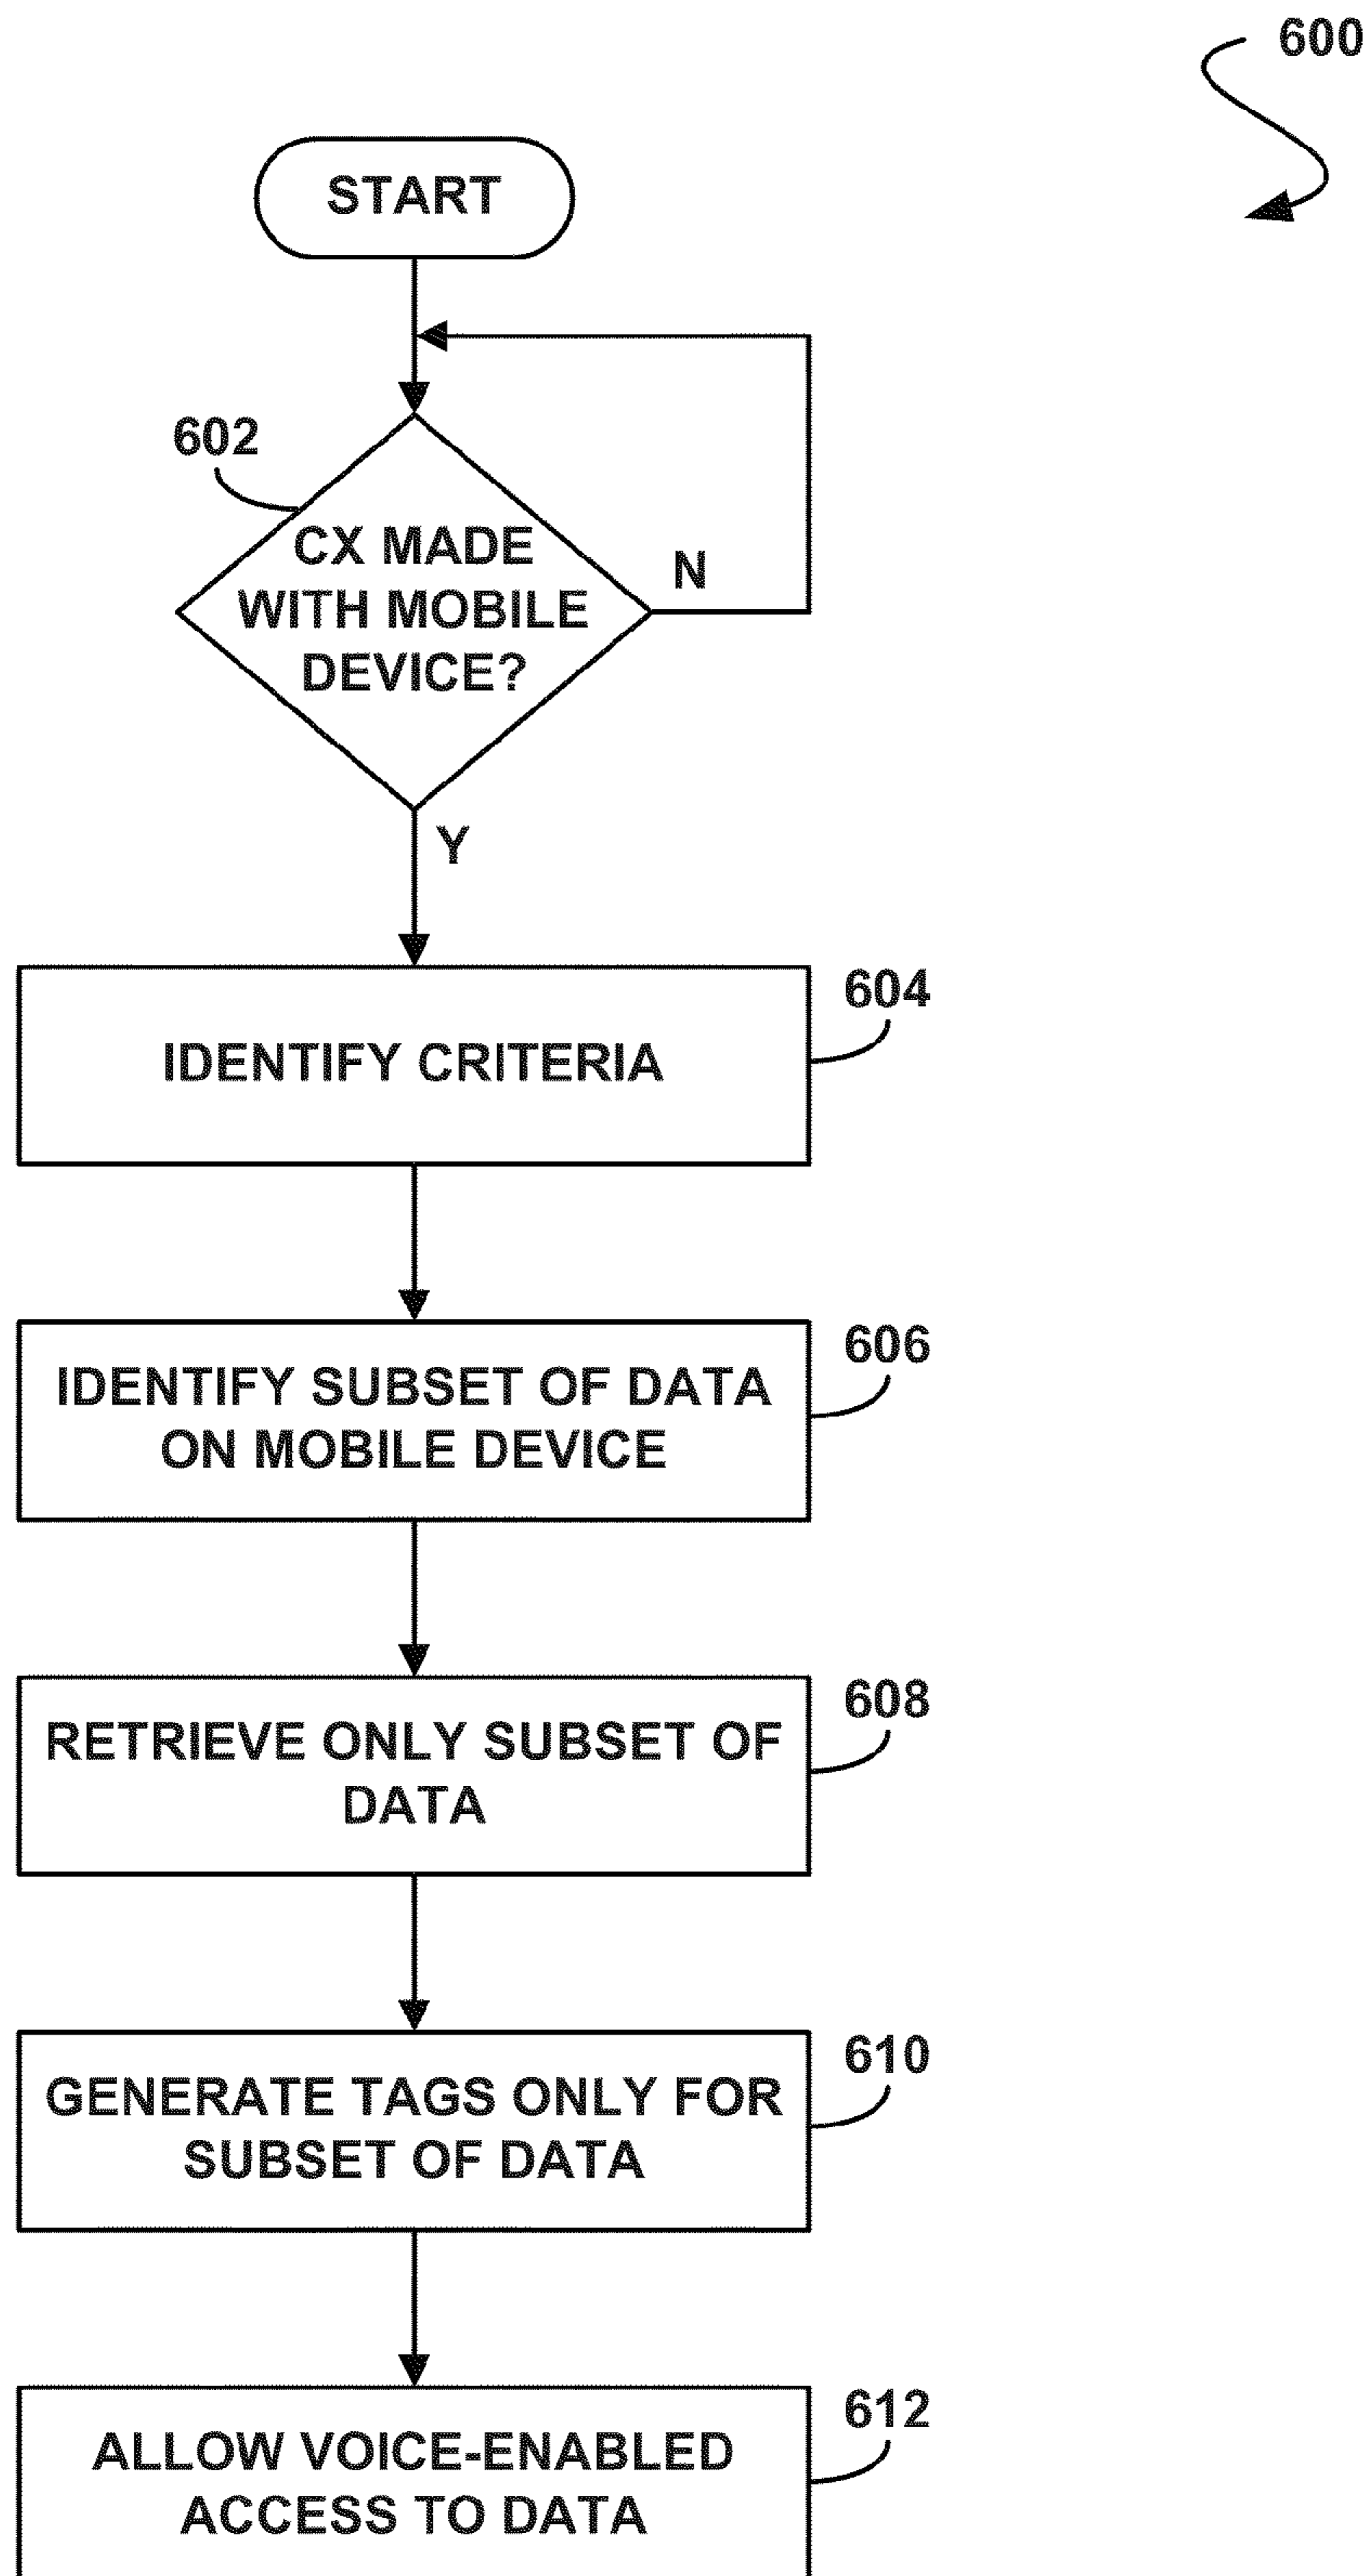 600
START
602
CX MADE
WITH MOBILE
DEVICE?
N
Y
604
IDENTIFY CRITERIA
606
IDENTIFY SUBSET OF DATA
ON MOBILE DEVICE
608
RETRIEVE ONLY SUBSET OF
DATA
610
GENERATE TAGS ONLY FOR
SUBSET OF DATA
612
ALLOW VOICE-ENABLED
ACCESS TO DATA